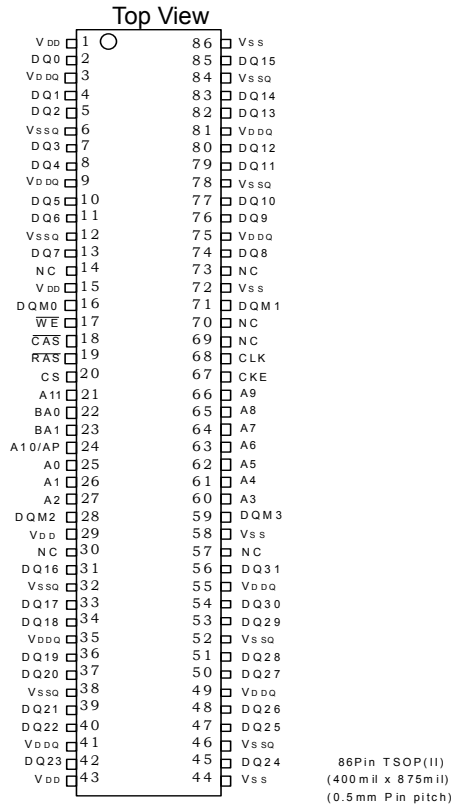 Top View
VDD 1 86 VSS
DQ0 2 85 DQ15
VDDQ 3 84 VSSQ
DQ1 4 83 DQ14
DQ2 5 82 DQ13
VSSQ 6 81 VDDQ
DQ3 7 80 DQ12
DQ4 8 79 DQ11
VDDQ 9 78 VSSQ
DQ5 10 77 DQ10
DQ6 11 76 DQ9
VSSQ 12 75 VDDQ
DQ7 13 74 DQ8
NC 14 73 NC
VDD 15 72 VSS
DQM0 16 71 DQM1
WE 17 70 NC
CAS 18 69 NC
RAS 19 68 CLK
CS 20 67 CKE
A11 21 66 A9
BA0 22 65 A8
BA1 23 64 A7
A10/AP 24 63 A6
A0 25 62 A5
A1 26 61 A4
A2 27 60 A3
DQM2 28 59 DQM3
VDD 29 58 VSS
NC 30 57 NC
DQ16 31 56 DQ31
VSSQ 32 55 VDDQ
DQ17 33 54 DQ30
DQ18 34 53 DQ29
VDDQ 35 52 VSSQ
DQ19 36 51 DQ28
DQ20 37 50 DQ27
VSSQ 38 49 VDDQ
DQ21 39 48 DQ26
DQ22 40 47 DQ25
VDDQ 41 46 VSSQ
DQ23 42 45 DQ24
VDD 43 44 VSS
86Pin TSOP(II)
(400mil x 875mil)
(0.5mm Pin pitch)